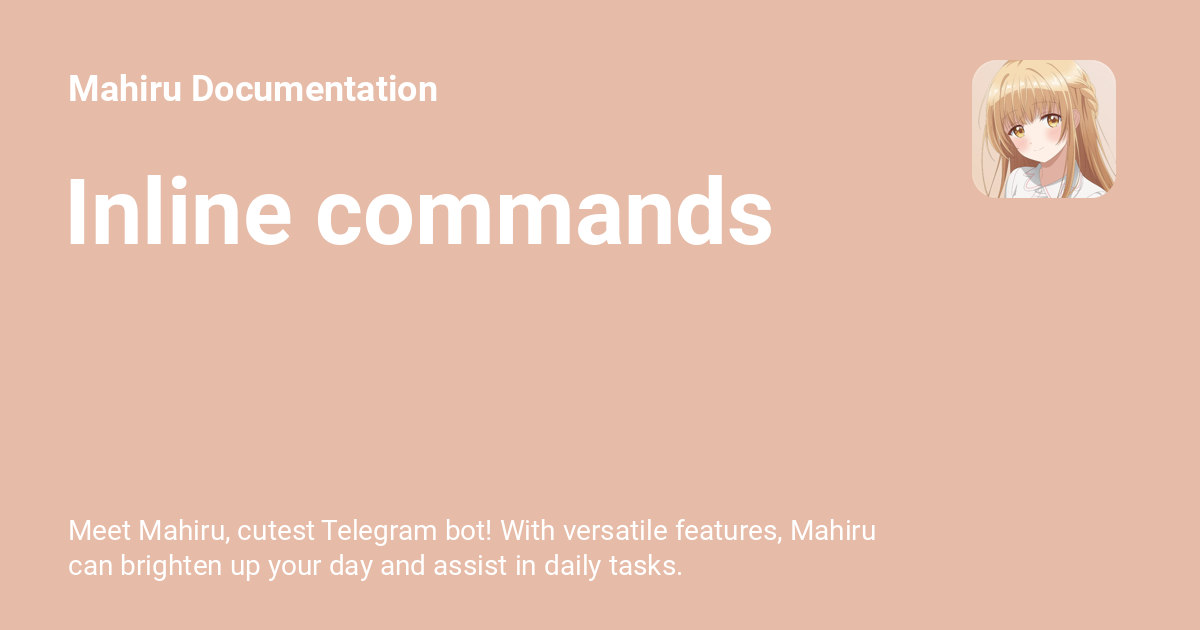 Mahiru Documentation
Inline commands
Meet Mahiru, cutest Telegram bot! With versatile features, Mahiru
can brighten up your day and assist in daily tasks.